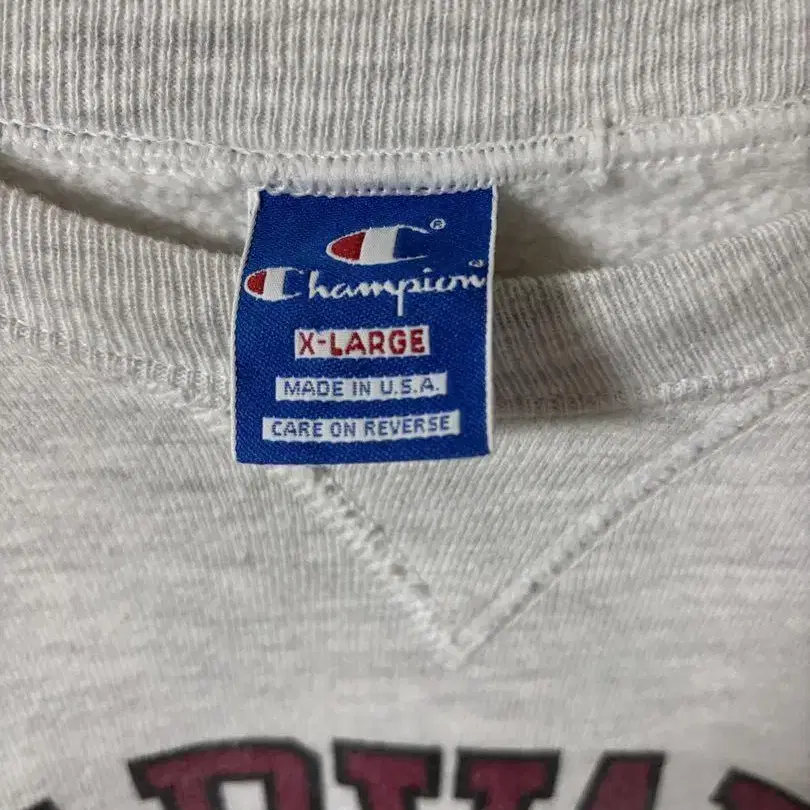 Champion
X-LARGE
MADE IN U.S.A.
CARE ON REVERSE